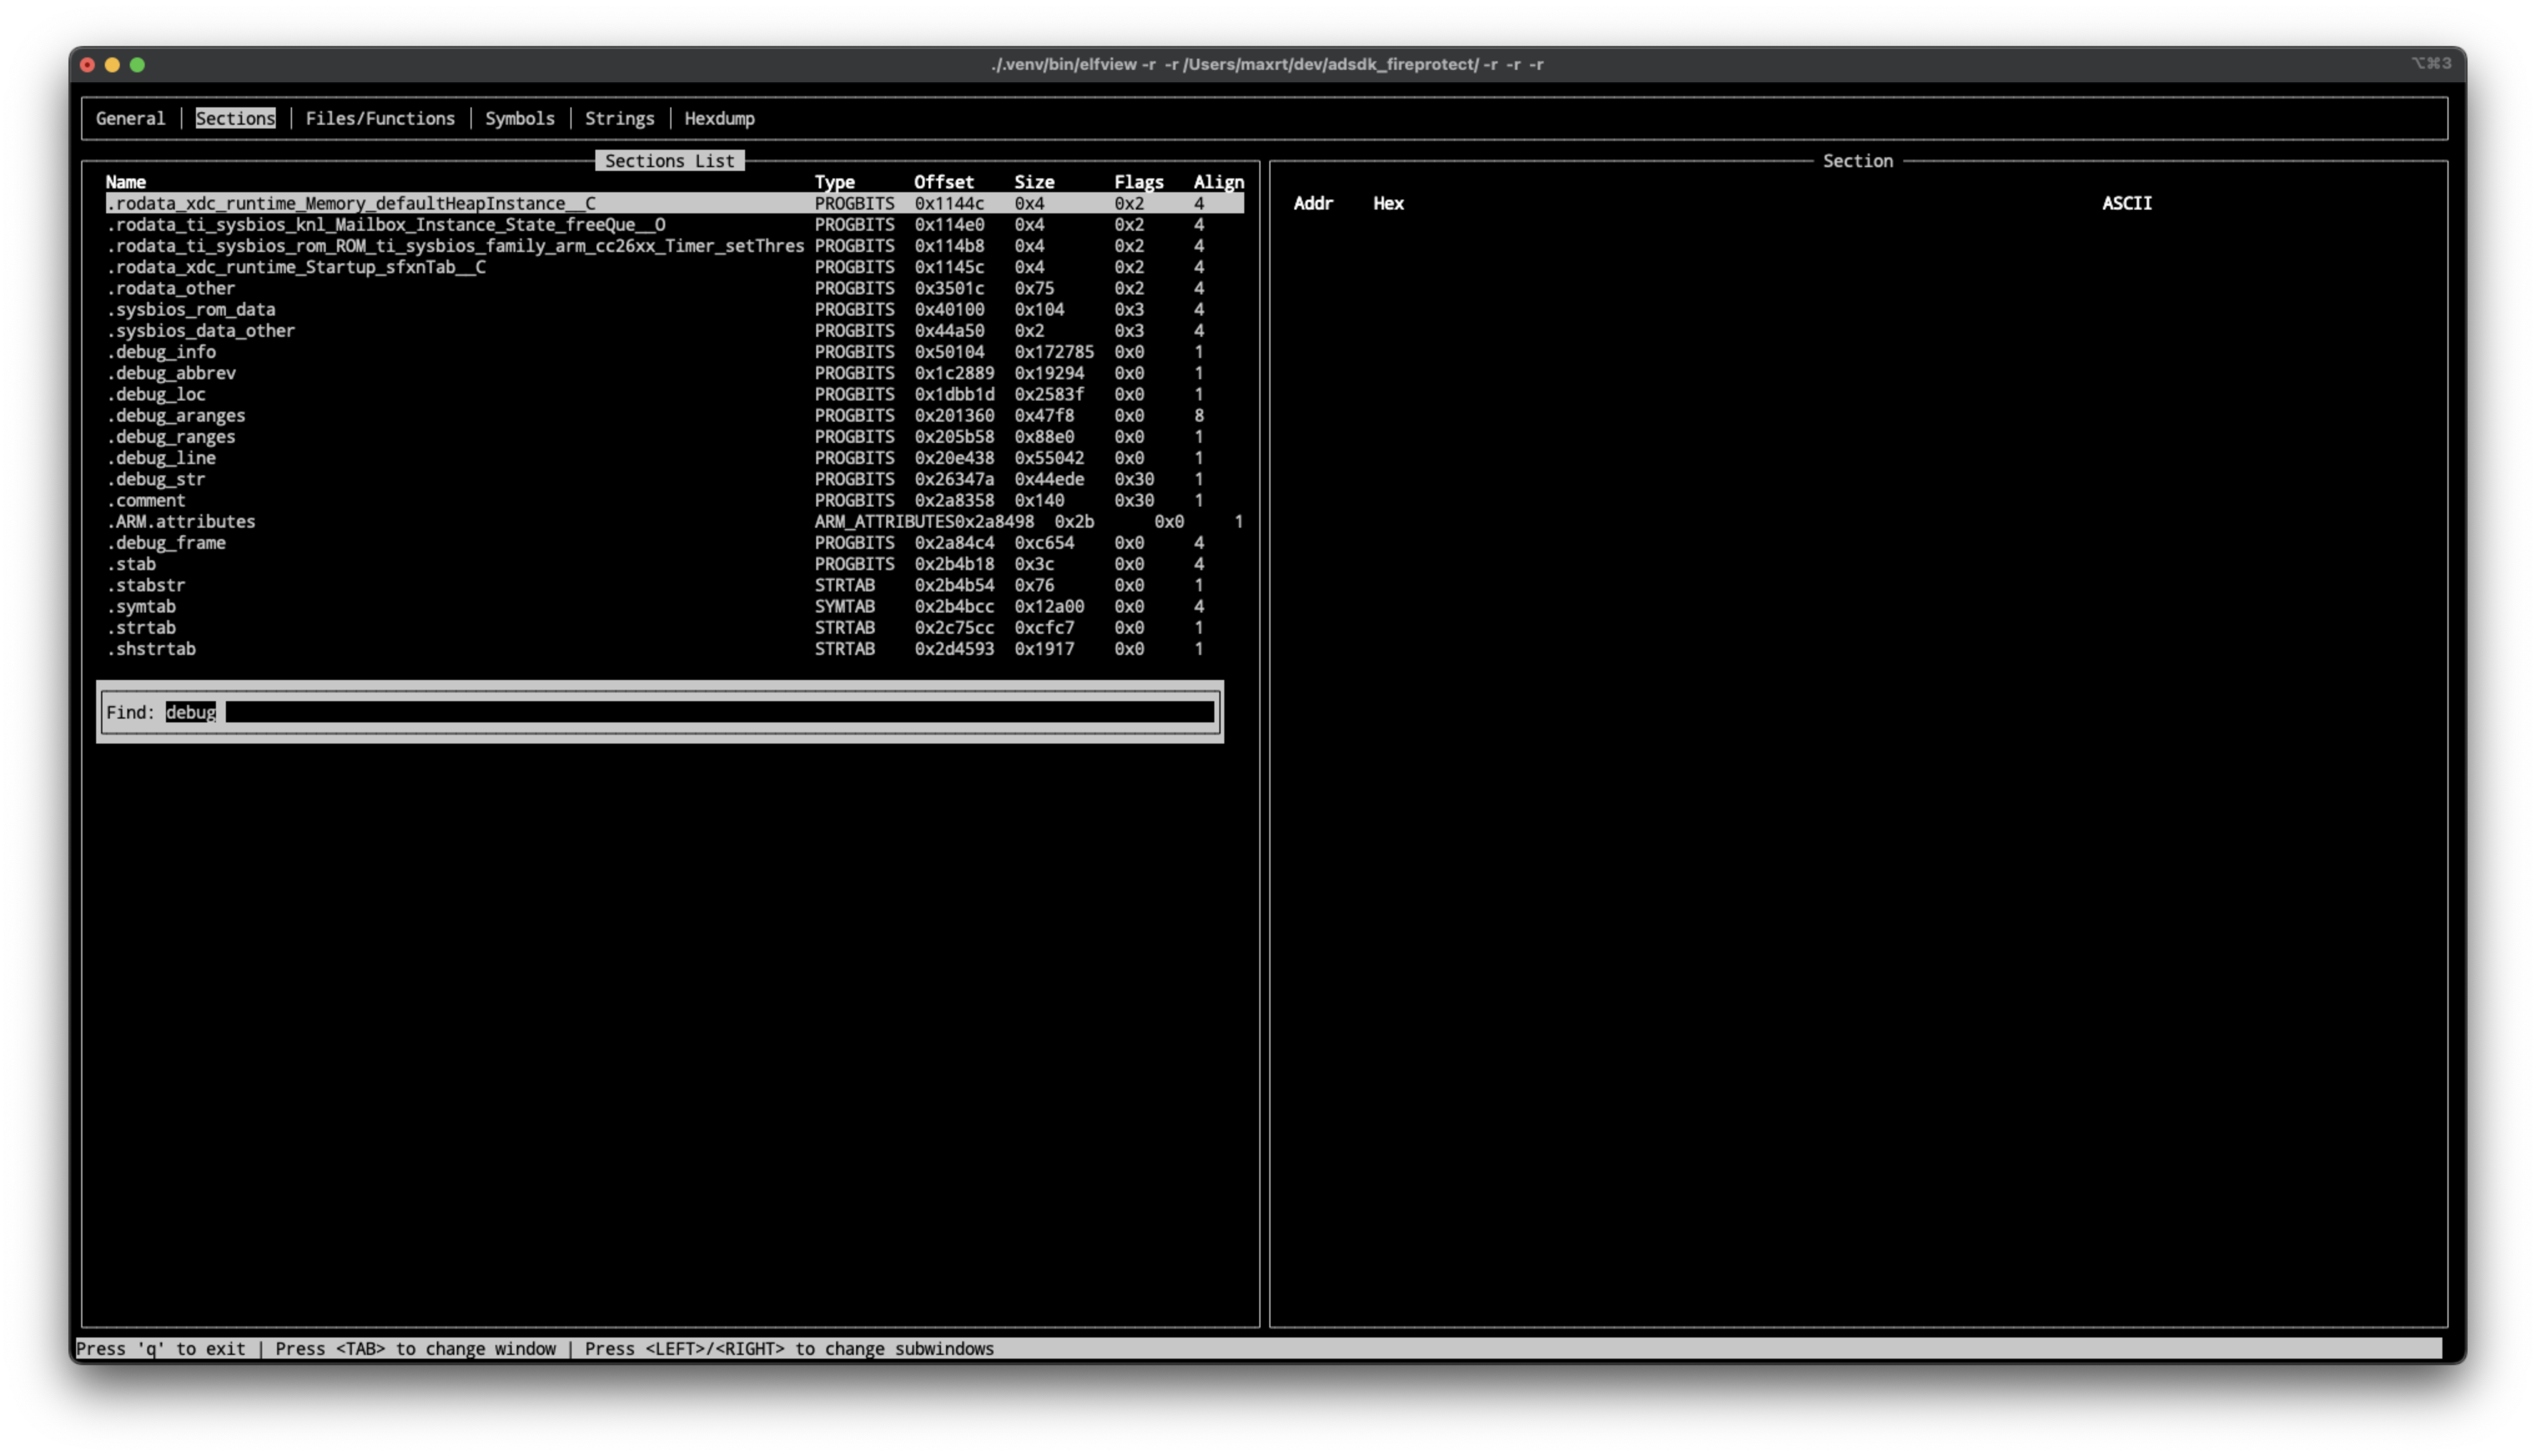 ./.venv/bin/elfview -r -r /Users/maxrt/dev/adsdk_fireprotect/ -r -r -r ⌥⌘3
General │ Sections │ Files/Functions │ Symbols │ Strings │ Hexdump
Sections List
Name Type Offset Size Flags Align
.rodata_xdc_runtime_Memory_defaultHeapInstance__C PROGBITS 0x1144c 0x4 0x2 4
.rodata_ti_sysbios_knl_Mailbox_Instance_State_freeQue__O PROGBITS 0x114e0 0x4 0x2 4
.rodata_ti_sysbios_rom_ROM_ti_sysbios_family_arm_cc26xx_Timer_setThres PROGBITS 0x114b8 0x4 0x2 4
.rodata_xdc_runtime_Startup_sfxnTab__C PROGBITS 0x1145c 0x4 0x2 4
.rodata_other PROGBITS 0x3501c 0x75 0x2 4
.sysbios_rom_data PROGBITS 0x40100 0x104 0x3 4
.sysbios_data_other PROGBITS 0x44a50 0x2 0x3 4
.debug_info PROGBITS 0x50104 0x172785 0x0 1
.debug_abbrev PROGBITS 0x1c2889 0x19294 0x0 1
.debug_loc PROGBITS 0x1dbb1d 0x2583f 0x0 1
.debug_aranges PROGBITS 0x201360 0x47f8 0x0 8
.debug_ranges PROGBITS 0x205b58 0x88e0 0x0 1
.debug_line PROGBITS 0x20e438 0x55042 0x0 1
.debug_str PROGBITS 0x26347a 0x44ede 0x30 1
.comment PROGBITS 0x2a8358 0x140 0x30 1
.ARM.attributes ARM_ATTRIBUTES0x2a8498 0x2b 0x0 1
.debug_frame PROGBITS 0x2a84c4 0xc654 0x0 4
.stab PROGBITS 0x2b4b18 0x3c 0x0 4
.stabstr STRTAB 0x2b4b54 0x76 0x0 1
.symtab SYMTAB 0x2b4bcc 0x12a00 0x0 4
.strtab STRTAB 0x2c75cc 0xcfc7 0x0 1
.shstrtab STRTAB 0x2d4593 0x1917 0x0 1
Find: debug
Section
Addr Hex ASCII
Press 'q' to exit | Press <TAB> to change window | Press <LEFT>/<RIGHT> to change subwindows